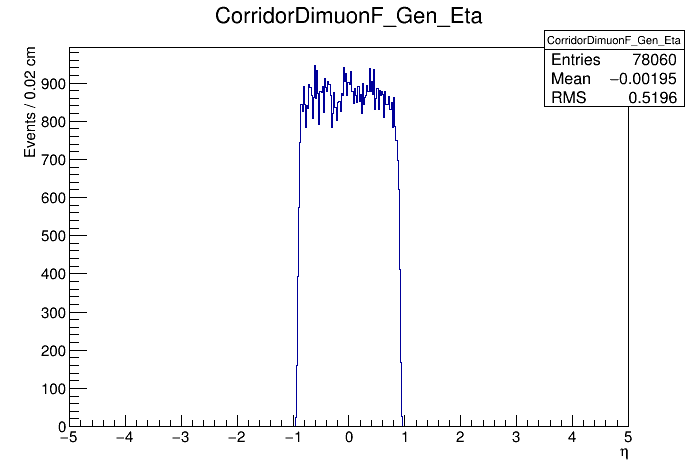 CorridorDimuonF_Gen_Eta
CorridorDimuonF_Gen_Eta
Entries 78060
Mean −0.00195
RMS 0.5196
Events / 0.02 cm
900
800
700
600
500
400
300
200
100
0
−5 −4 −3 −2 −1 0 1 2 3 4 5
η